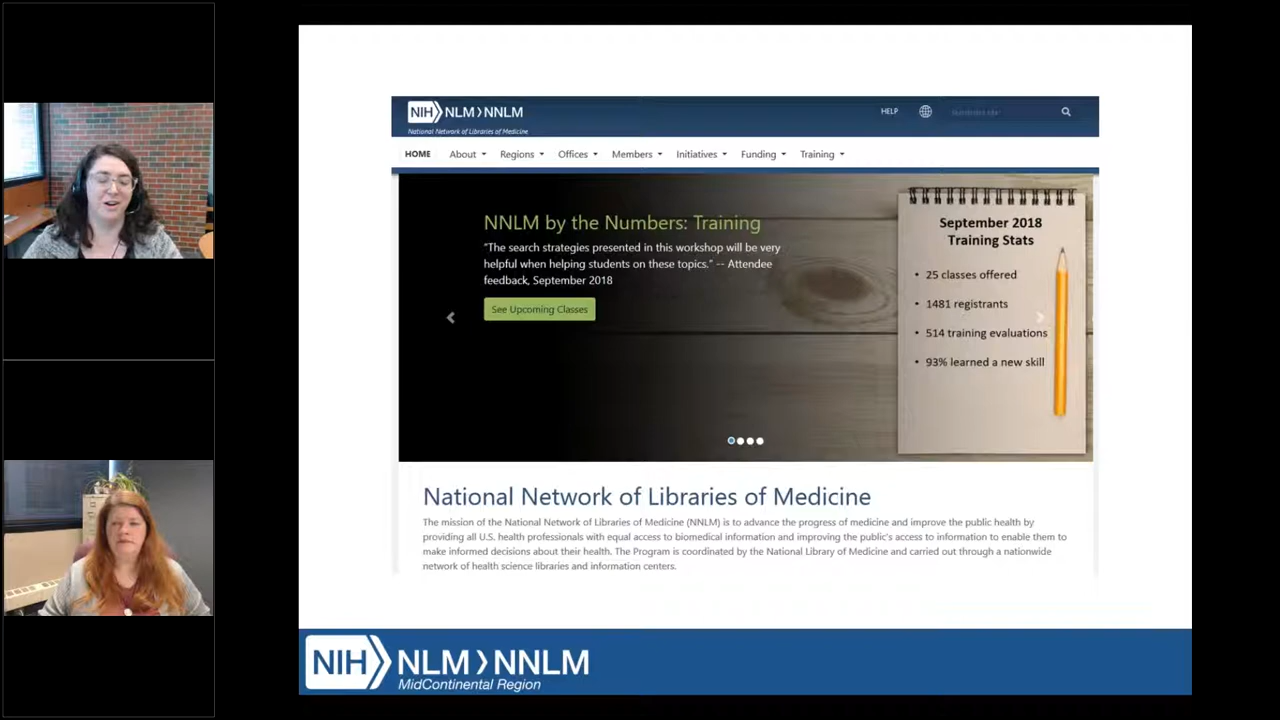 NIH NLM NNLM
National Network of Libraries of Medicine
HELP
HOME About Regions Offices Members Initiatives Funding Training
NNLM by the Numbers: Training
"The search strategies presented in this workshop will be very
helpful when helping students on these topics." -- Attendee
feedback, September 2018
See Upcoming Classes
September 2018
Training Stats
• 25 classes offered
• 1481 registrants
• 514 training evaluations
• 93% learned a new skill
National Network of Libraries of Medicine
The mission of the National Network of Libraries of Medicine (NNLM) is to advance the progress of medicine and improve the public health by
providing all U.S. health professionals with equal access to biomedical information and improving the public's access to information to enable them to
make informed decisions about their health. The Program is coordinated by the National Library of Medicine and carried out through a nationwide
network of health science libraries and information centers.
NIH NLM NNLM
MidContinental Region